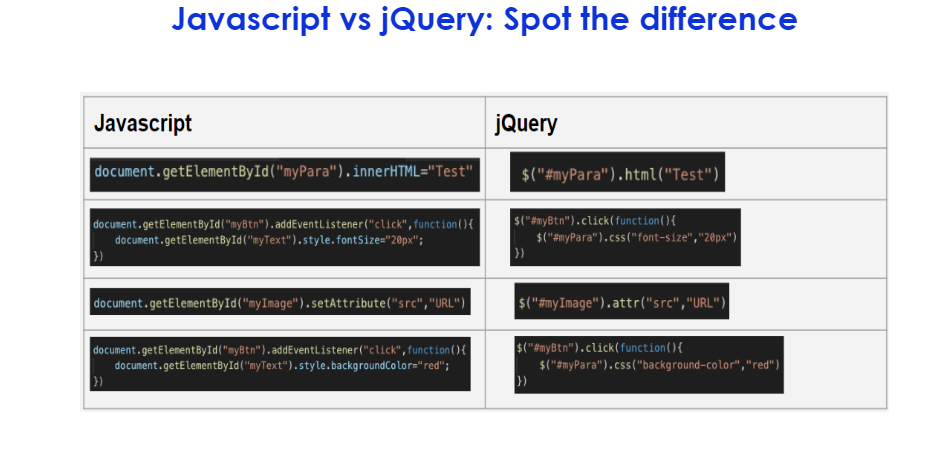 Javascript vs jQuery: Spot the difference
Javascript
jQuery
document.getElementById("myPara").innerHTML="Test"
$("#myPara").html("Test")
document.getElementById("myBtn").addEventListener("click",function(){
document.getElementById("myText").style.fontSize="20px";
})
$("#myBtn").click(function(){
$("#myPara").css("font-size","20px")
})
document.getElementById("myImage").setAttribute("src","URL")
$("#myImage").attr("src","URL")
document.getElementById("myBtn").addEventListener("click",function(){
document.getElementById("myText").style.backgroundColor="red";
})
$("#myBtn").click(function(){
$("#myPara").css("background-color","red")
})